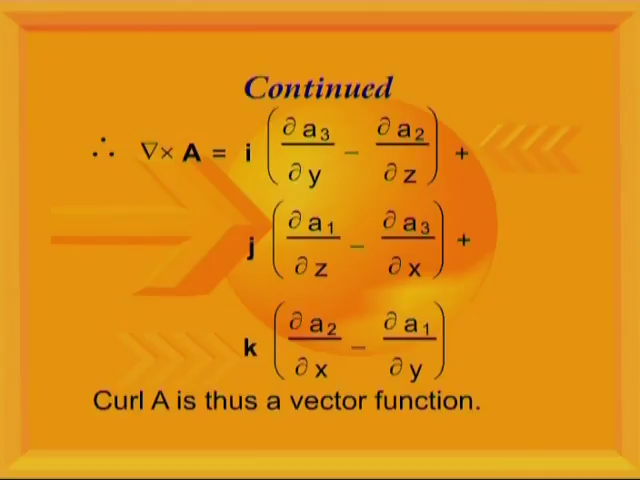 Continued
∴ ∇× A = i (∂a₃/∂y − ∂a₂/∂z) +
j (∂a₁/∂z − ∂a₃/∂x) +
k (∂a₂/∂x − ∂a₁/∂y)
Curl A is thus a vector function.